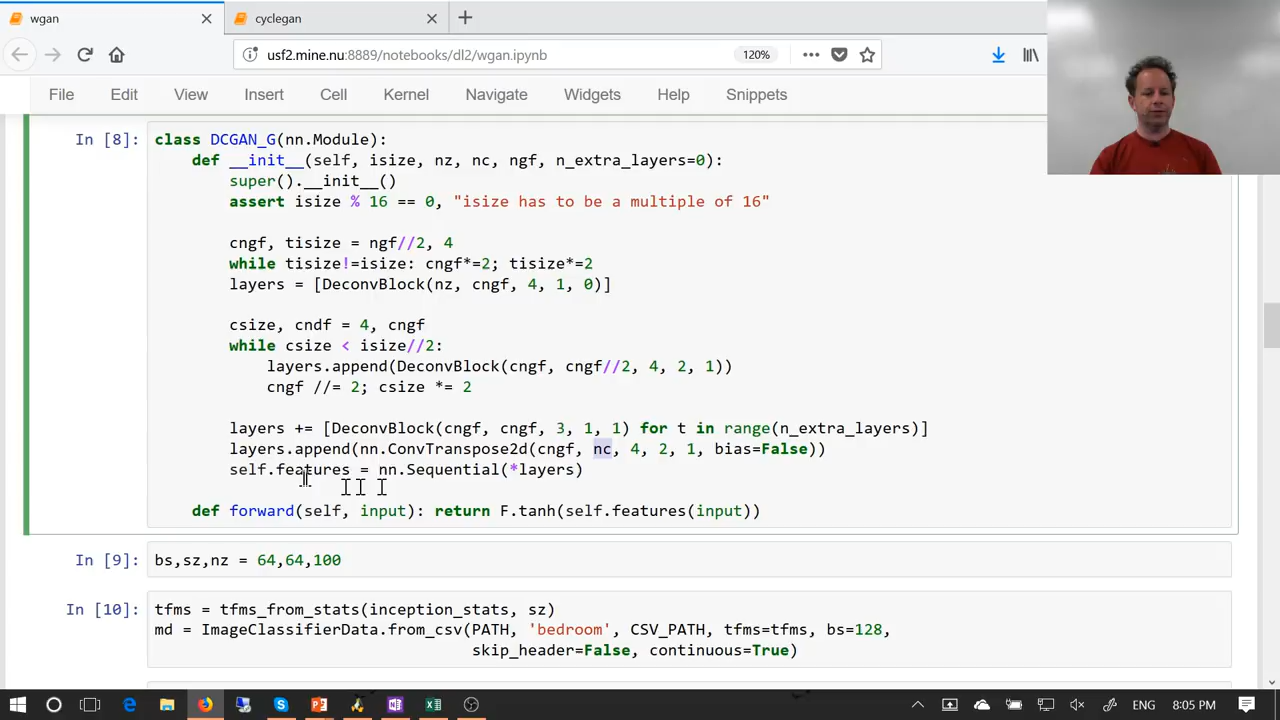 wgan
cyclegan
usf2.mine.nu:8889/notebooks/dl2/wgan.ipynb
120%
File Edit View Insert Cell Kernel Navigate Widgets Help Snippets
In [8]: class DCGAN_G(nn.Module):
def __init__(self, isize, nz, nc, ngf, n_extra_layers=0):
super().__init__()
assert isize % 16 == 0, "isize has to be a multiple of 16"
cngf, tisize = ngf//2, 4
while tisize!=isize: cngf*=2; tisize*=2
layers = [DeconvBlock(nz, cngf, 4, 1, 0)]
csize, cndf = 4, cngf
while csize < isize//2:
layers.append(DeconvBlock(cngf, cngf//2, 4, 2, 1))
cngf //= 2; csize *= 2
layers += [DeconvBlock(cngf, cngf, 3, 1, 1) for t in range(n_extra_layers)]
layers.append(nn.ConvTranspose2d(cngf, nc, 4, 2, 1, bias=False))
self.features = nn.Sequential(*layers)
def forward(self, input): return F.tanh(self.features(input))
In [9]: bs,sz,nz = 64,64,100
In [10]: tfms = tfms_from_stats(inception_stats, sz)
md = ImageClassifierData.from_csv(PATH, 'bedroom', CSV_PATH, tfms=tfms, bs=128,
skip_header=False, continuous=True)
ENG 8:05 PM